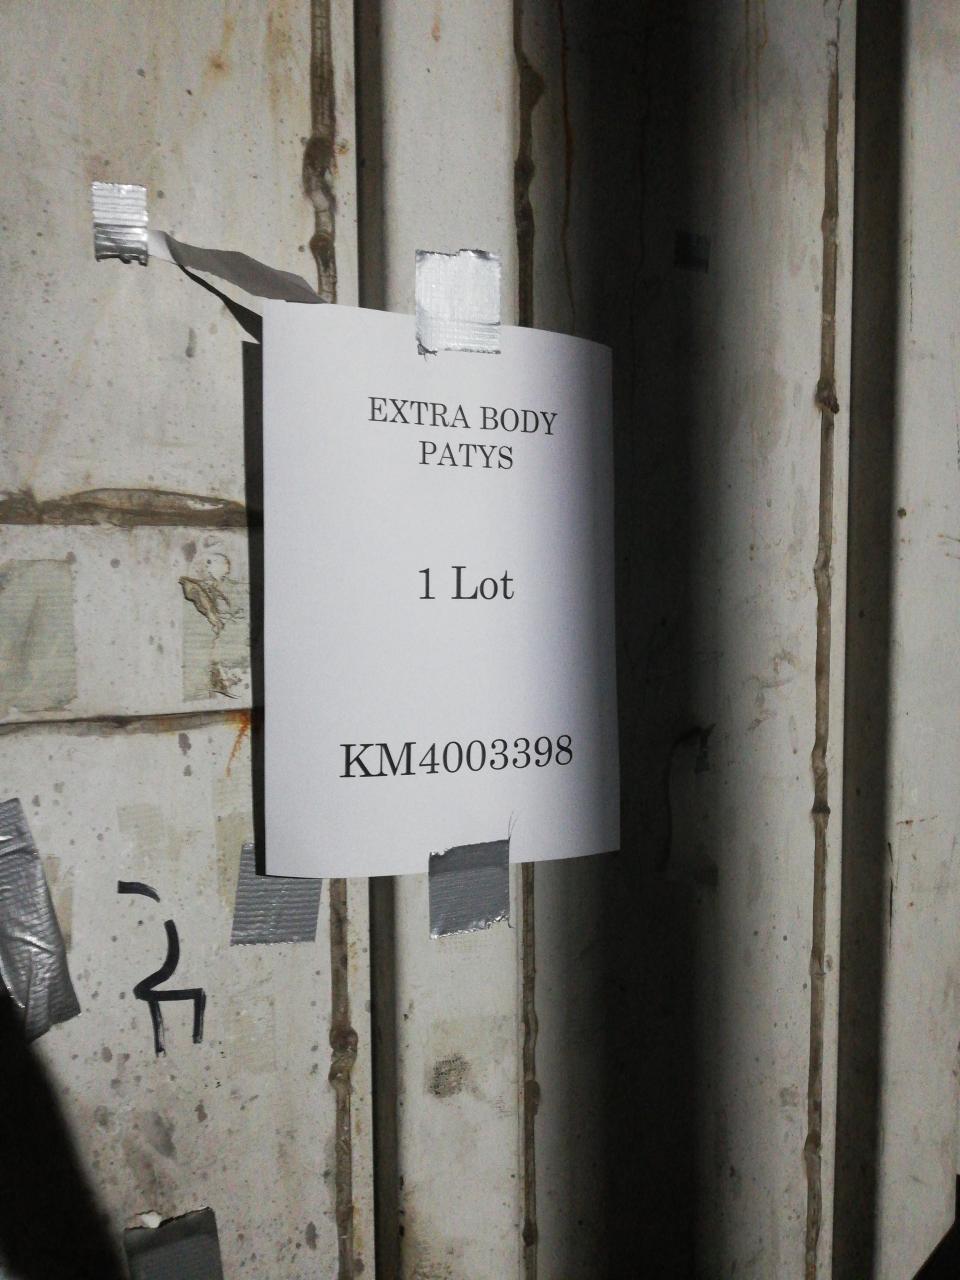 EXTRA BODY
PATYS
1 Lot
KM4003398